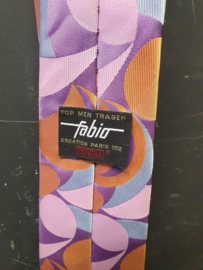 TOP MEN TRAGEN
fabio
CREATION PARIS 102